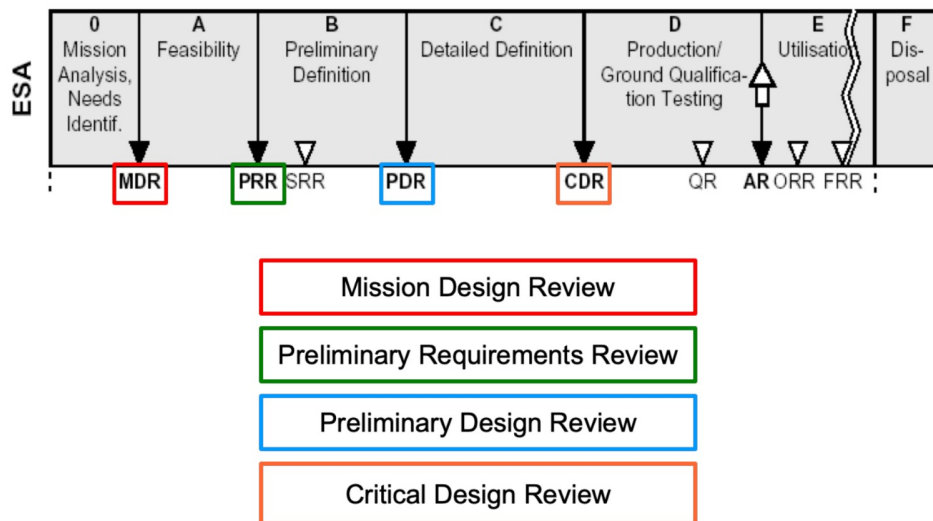 ESA
0
Mission
Analysis,
Needs
Identif.
A
Feasibility
B
Preliminary
Definition
C
Detailed Definition
D
Production/
Ground Qualifica-
tion Testing
E
Utilisation
F
Dis-
posal
MDR
PRR
SRR
PDR
CDR
QR
AR
ORR
FRR
Mission Design Review
Preliminary Requirements Review
Preliminary Design Review
Critical Design Review